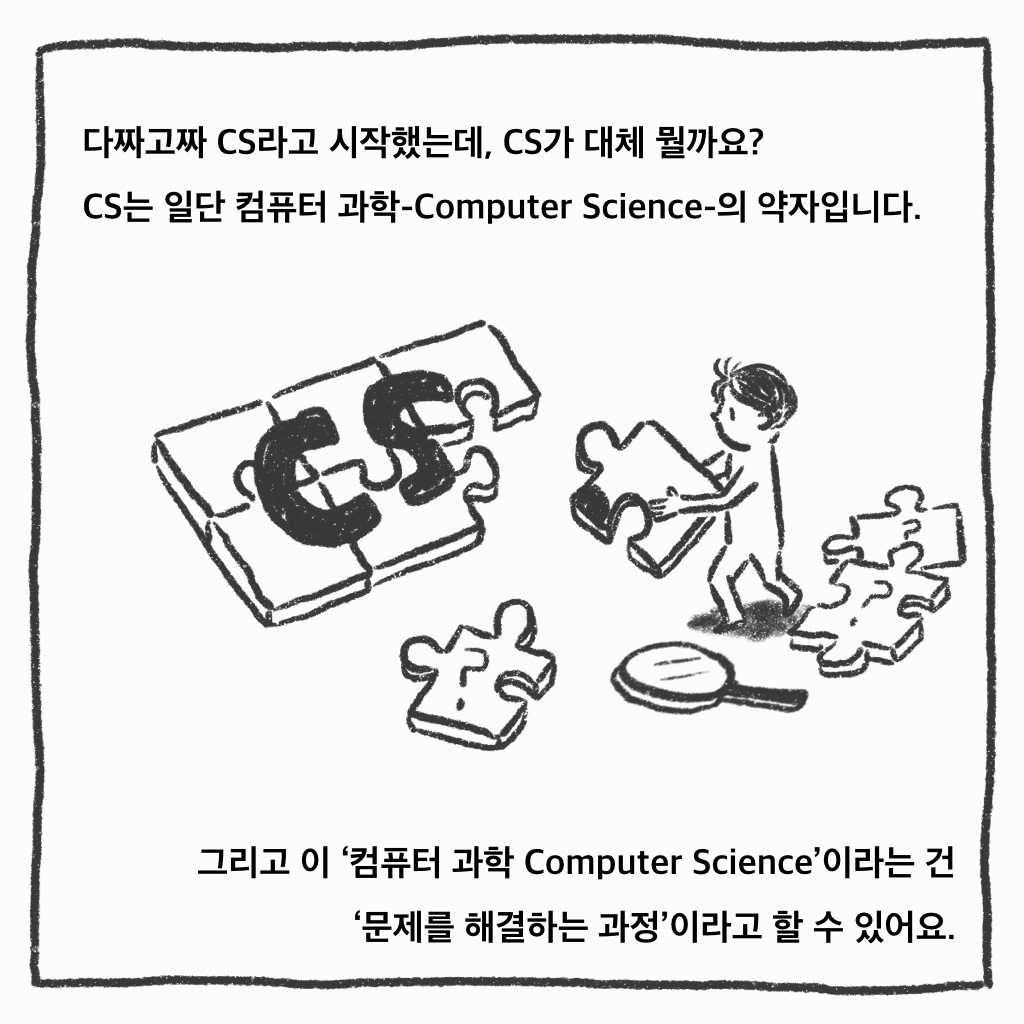 다짜고짜 CS라고 시작했는데, CS가 대체 뭘까요?
CS는 일단 컴퓨터 과학-Computer Science-의 약자입니다.
CS
?
?
?
?
그리고 이 ‘컴퓨터 과학 Computer Science’이라는 건
‘문제를 해결하는 과정’이라고 할 수 있어요.